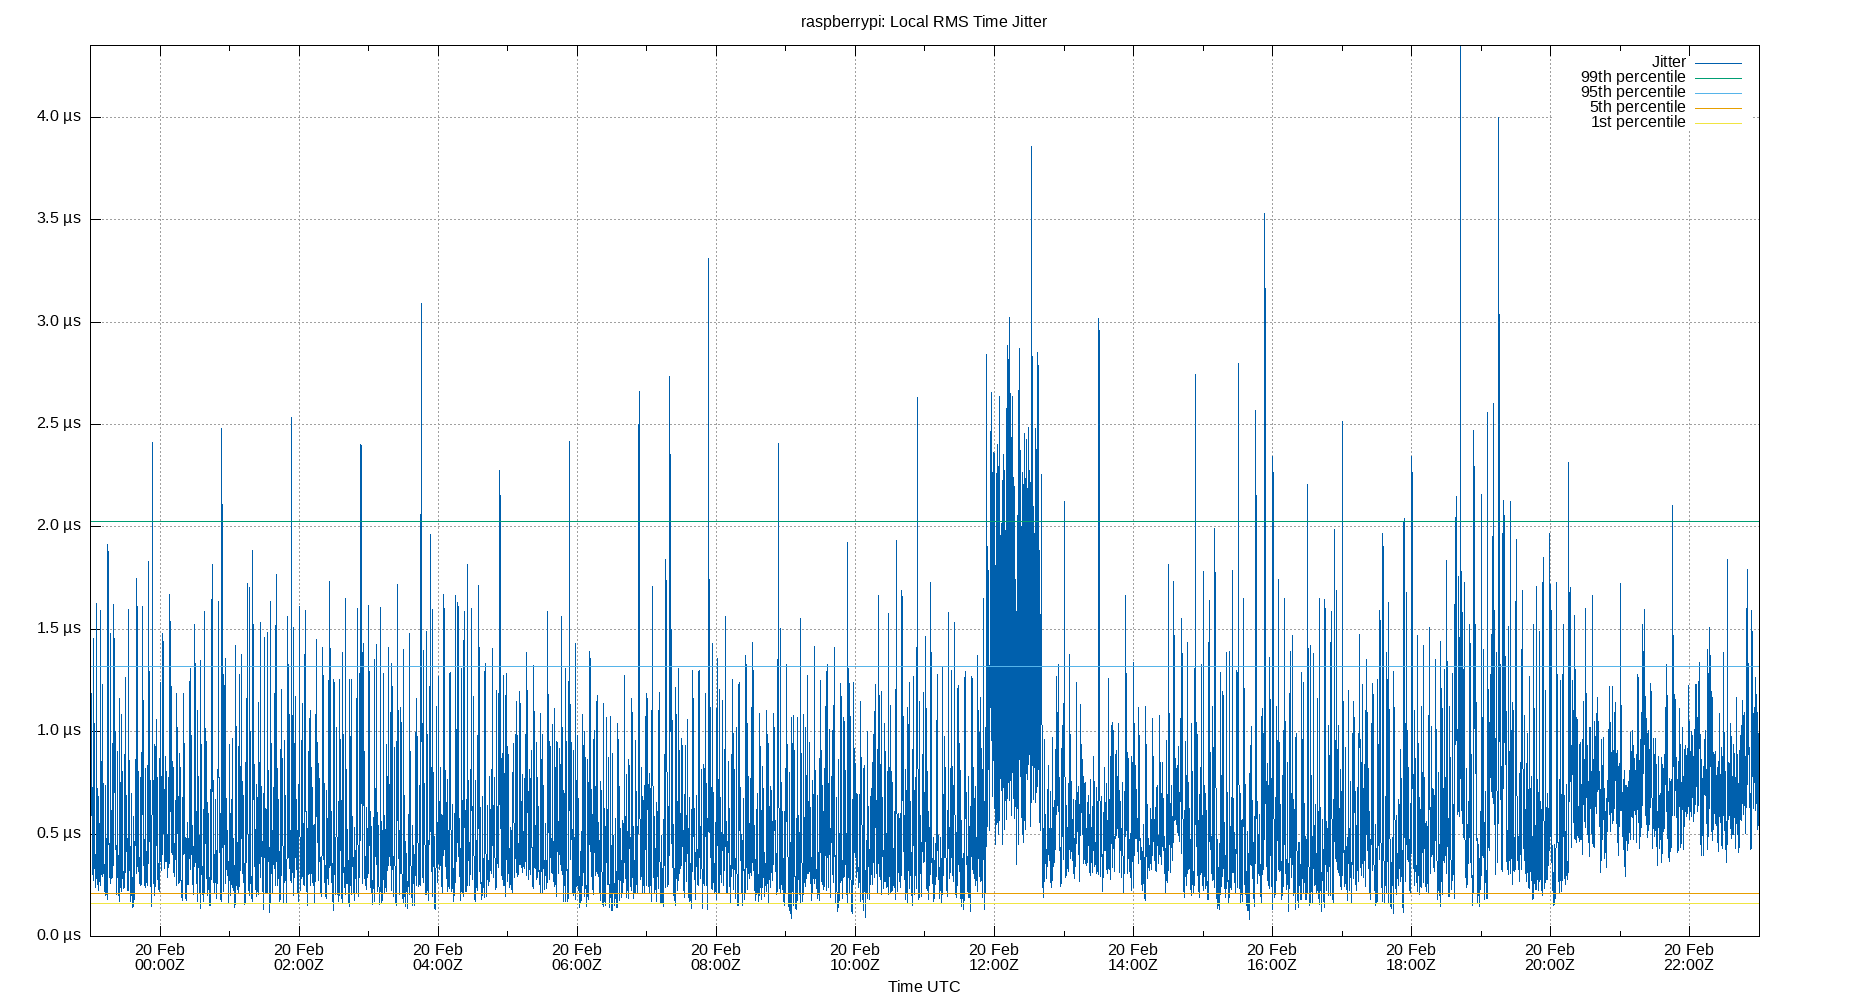 raspberrypi: Local RMS Time Jitter
Jitter
99th percentile
95th percentile
5th percentile
1st percentile
4.0 µs
3.5 µs
3.0 µs
2.5 µs
2.0 µs
1.5 µs
1.0 µs
0.5 µs
0.0 µs
20 Feb 20 Feb 20 Feb 20 Feb 20 Feb 20 Feb 20 Feb 20 Feb 20 Feb 20 Feb 20 Feb 20 Feb
00:00Z 02:00Z 04:00Z 06:00Z 08:00Z 10:00Z 12:00Z 14:00Z 16:00Z 18:00Z 20:00Z 22:00Z
Time UTC